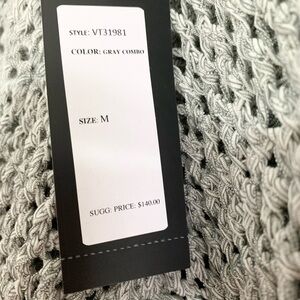 STYLE: VT31981
COLOR: GRAY COMBO
SIZE: M
SUGG: PRICE: $140.00